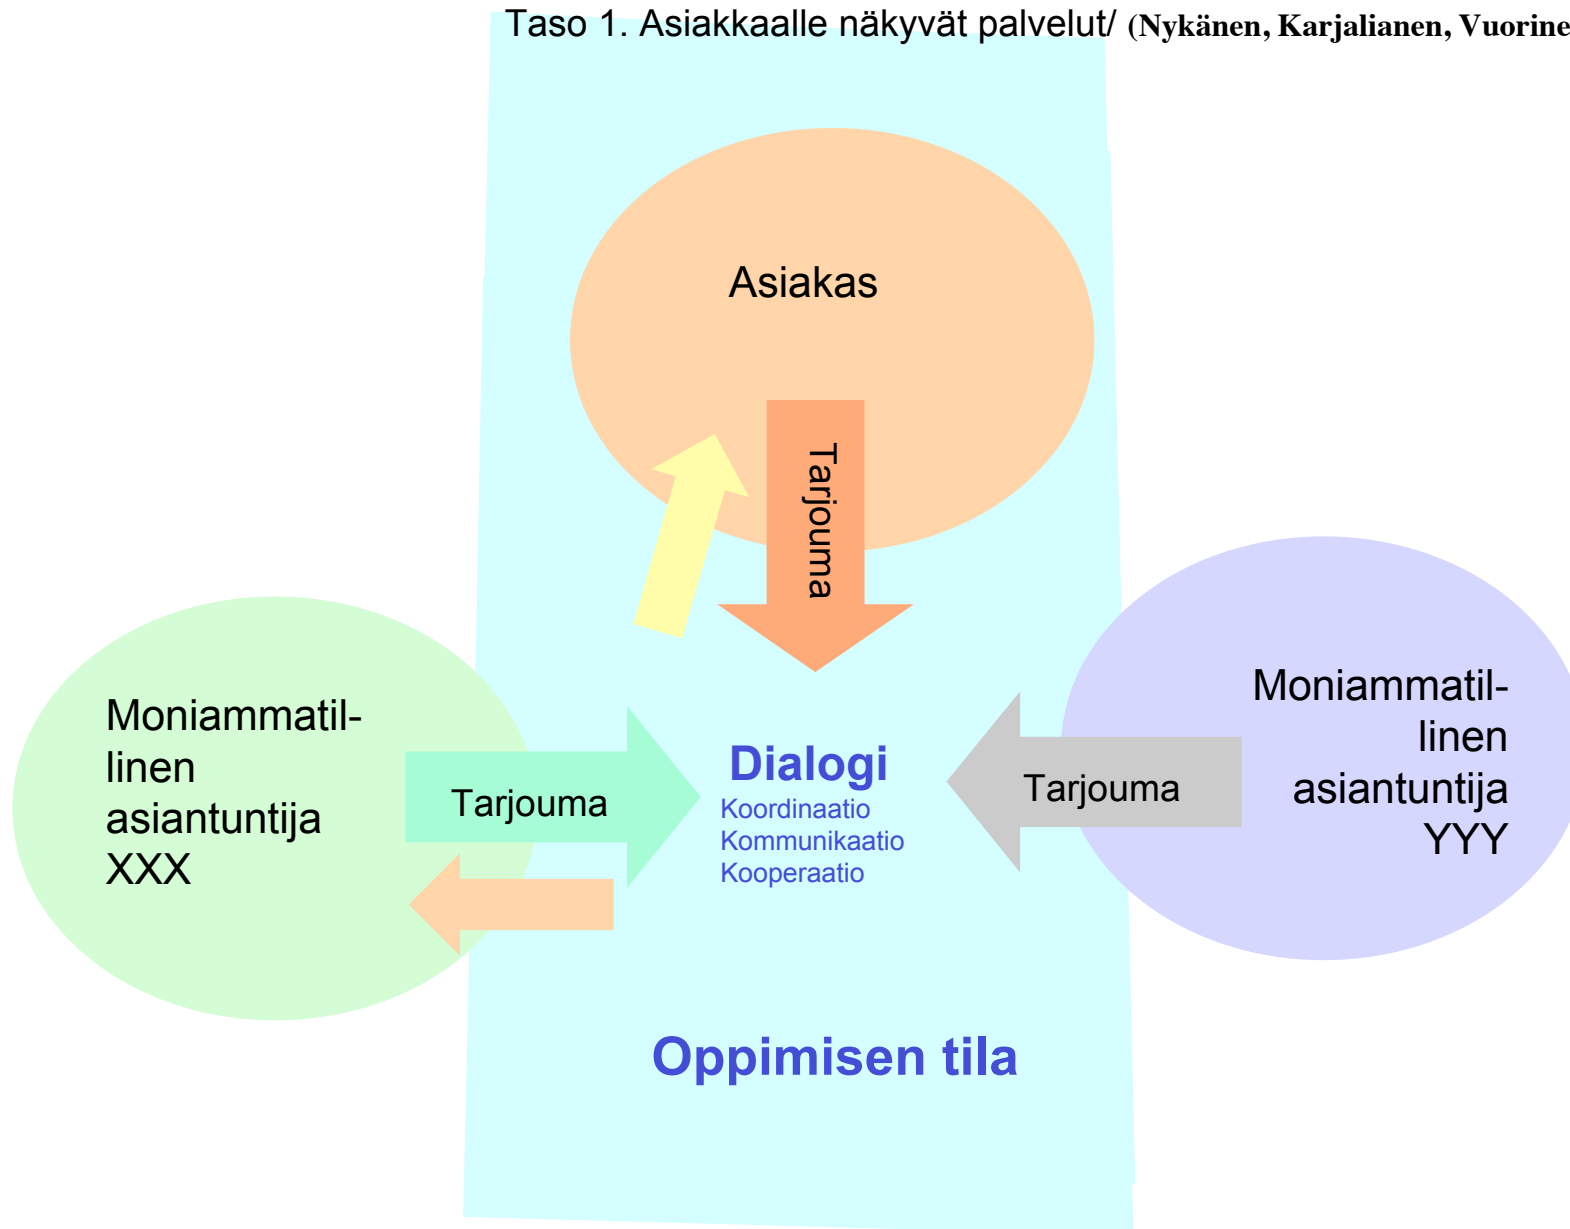 Taso 1. Asiakkaalle näkyvät palvelut/ (Nykänen, Karjalianen, Vuorine
Asiakas
Tarjouma
Moniammatil-
linen
asiantuntija
XXX
Tarjouma
Dialogi
Koordinaatio
Kommunikaatio
Kooperaatio
Tarjouma
Moniammatil-
linen
asiantuntija
YYY
Oppimisen tila